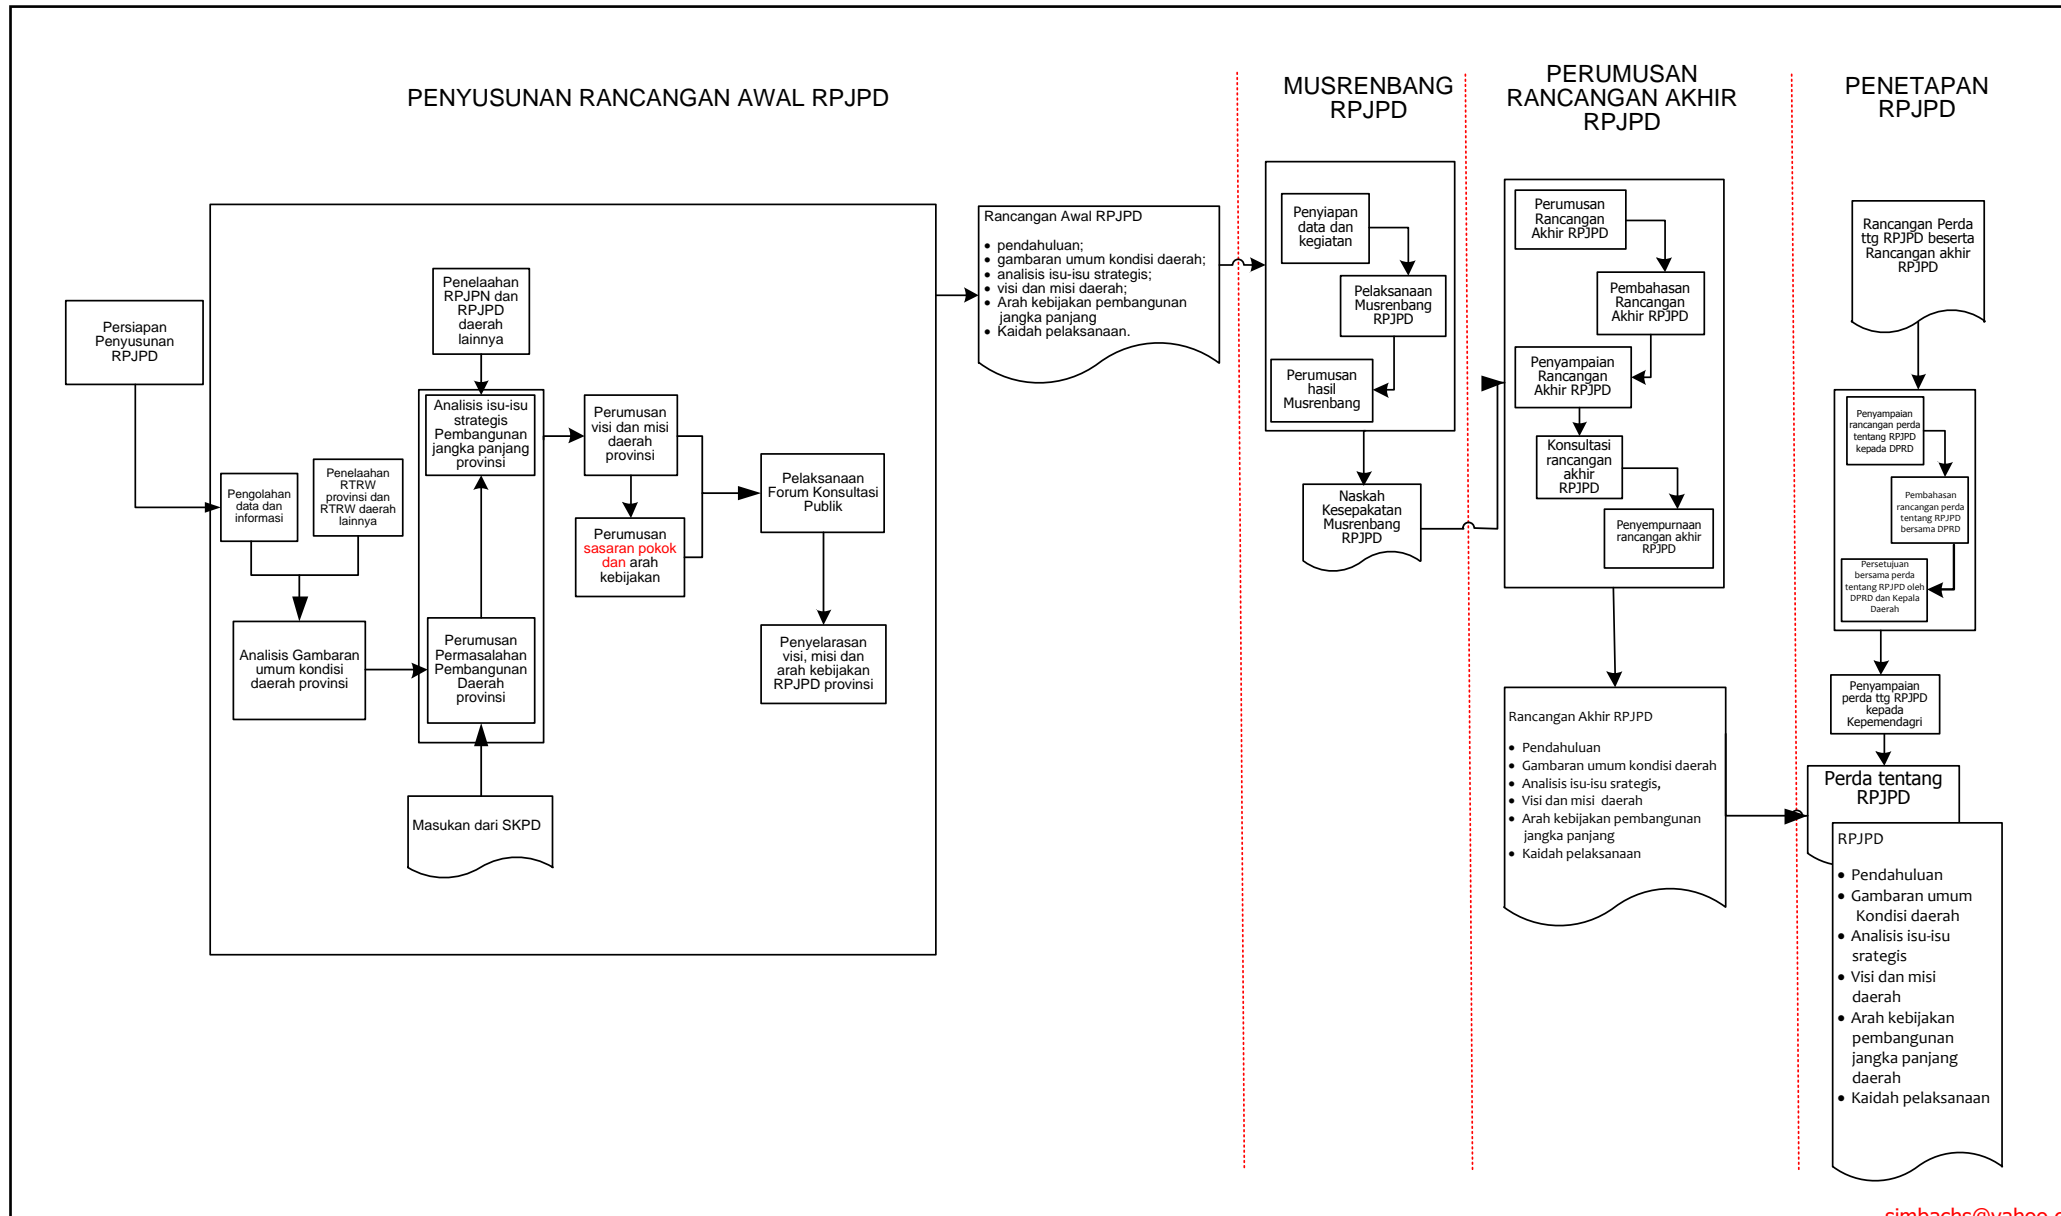 PENYUSUNAN RANCANGAN AWAL RPJPD
MUSRENBANG
RPJPD
PERUMUSAN
RANCANGAN AKHIR
RPJPD
PENETAPAN
RPJPD
Persiapan
Penyusunan
RPJPD
Pengolahan
data dan
informasi
Penelaahan
RTRW
provinsi dan
RTRW daerah
lainnya
Analisis Gambaran
umum kondisi
daerah provinsi
Penelaahan
RPJPN dan
RPJPD
daerah
lainnya
Analisis isu-isu
strategis
Pembangunan
jangka panjang
provinsi
Perumusan
Permasalahan
Pembangunan
Daerah
provinsi
Masukan dari SKPD
Perumusan
visi dan misi
daerah
provinsi
Perumusan
sasaran pokok
dan arah
kebijakan
Pelaksanaan
Forum Konsultasi
Publik
Penyelarasan
visi, misi dan
arah kebijakan
RPJPD provinsi
Rancangan Awal RPJPD
• pendahuluan;
• gambaran umum kondisi daerah;
• analisis isu-isu strategis;
• visi dan misi daerah;
• Arah kebijakan pembangunan
jangka panjang
• Kaidah pelaksanaan.
Penyiapan
data dan
kegiatan
Pelaksanaan
Musrenbang
RPJPD
Perumusan
hasil
Musrenbang
Naskah
Kesepakatan
Musrenbang
RPJPD
Perumusan
Rancangan
Akhir RPJPD
Pembahasan
Rancangan
Akhir RPJPD
Penyampaian
Rancangan
Akhir RPJPD
Konsultasi
rancangan
akhir
RPJPD
Penyempurnaan
rancangan akhir
RPJPD
Rancangan Akhir RPJPD
• Pendahuluan
• Gambaran umum kondisi daerah
• Analisis isu-isu srategis,
• Visi dan misi daerah
• Arah kebijakan pembangunan
jangka panjang
• Kaidah pelaksanaan
Rancangan Perda
ttg RPJPD beserta
Rancangan akhir
RPJPD
Penyampaian
rancangan perda
tentang RPJPD
kepada DPRD
Pembahasan
rancangan perda
tentang RPJPD
bersama DPRD
Persetujuan
bersama perda
tentang RPJPD oleh
DPRD dan Kepala
Daerah
Penyampaian
perda ttg RPJPD
kepada
Kepemendagri
Perda tentang
RPJPD
RPJPD
• Pendahuluan
• Gambaran umum
Kondisi daerah
• Analisis isu-isu
srategis
• Visi dan misi
daerah
• Arah kebijakan
pembangunan
jangka panjang
daerah
• Kaidah pelaksanaan